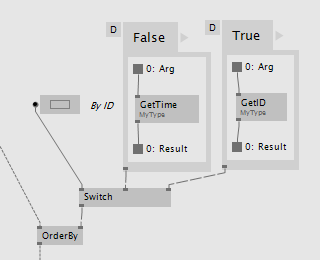 D
False
D
True
0: Arg
GetTime
MyType
0: Result
0: Arg
GetID
MyType
0: Result
By ID
Switch
OrderBy